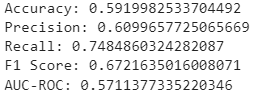 Accuracy: 0.5919982533704492
Precision: 0.6099657725065669
Recall: 0.7484860324282087
F1 Score: 0.6721635016008071
AUC-ROC: 0.5711377335220346